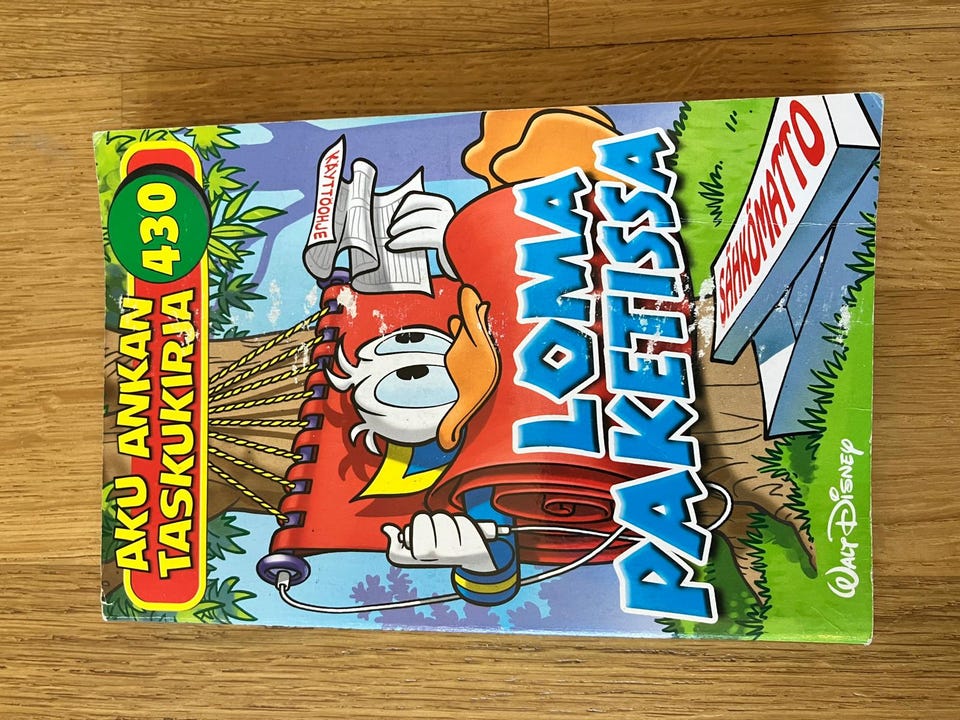 AKU ANKAN
TASKUKIRJA
430
KÄYTTÖOHJE
LOMA
PAKETISSA
SÄHKÖMATTO
WALT DISNEY